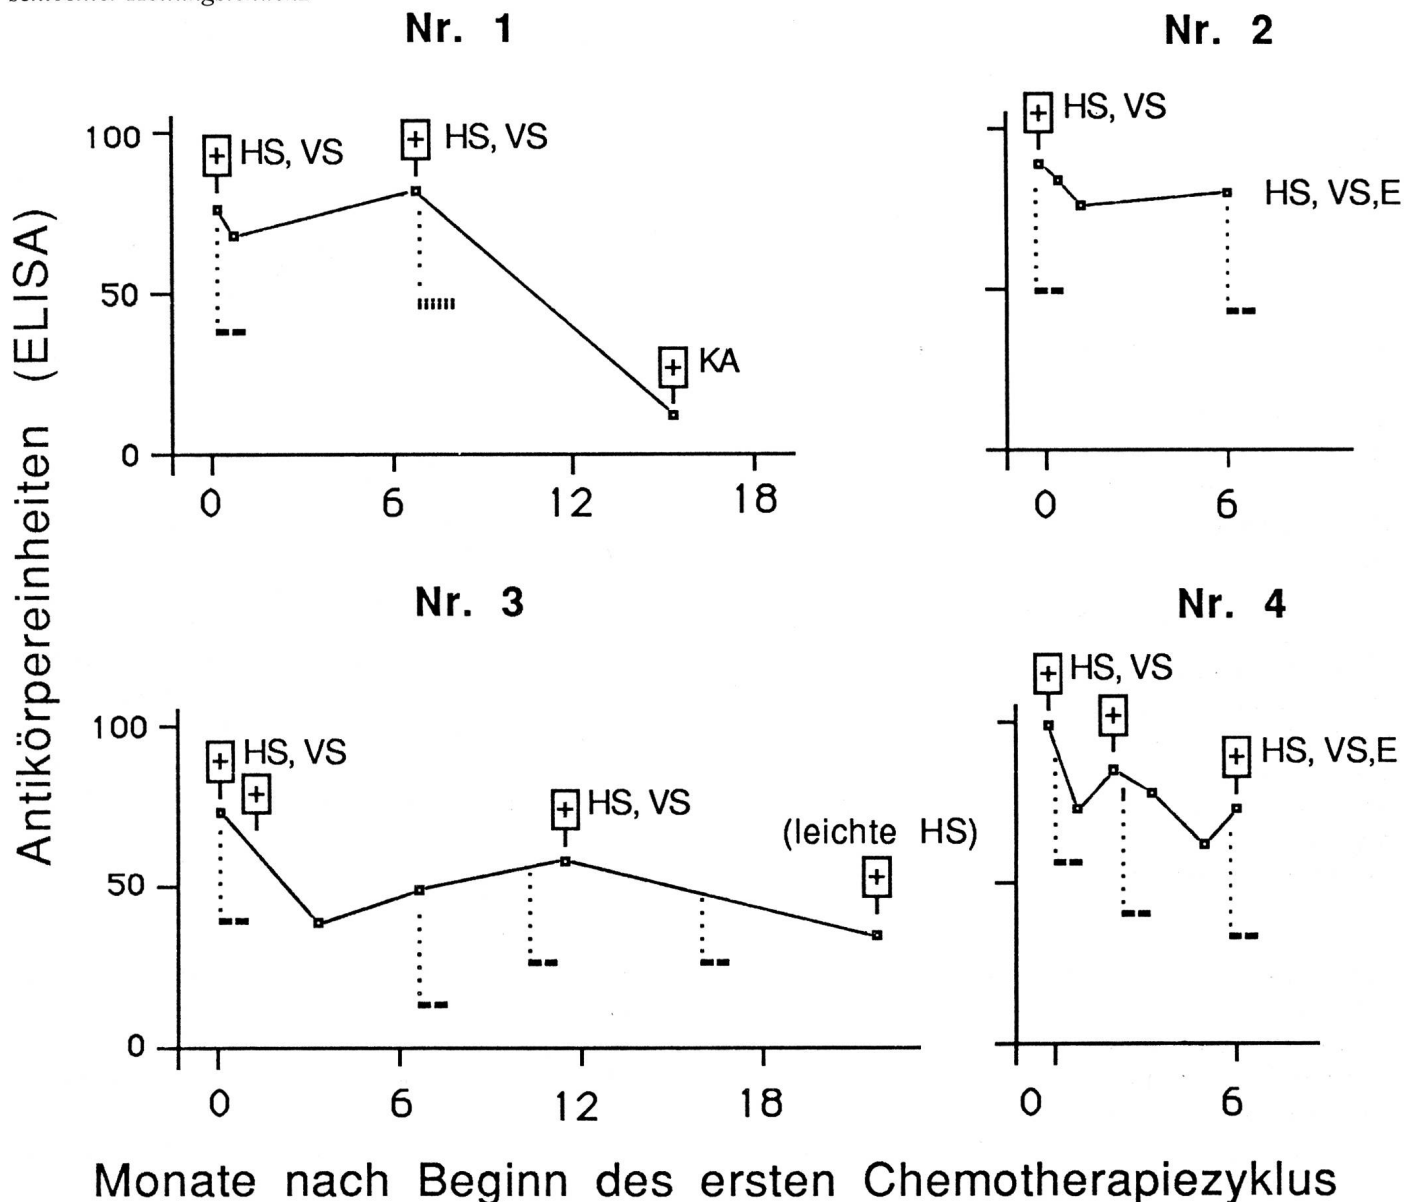 Nr. 1
Nr. 2
100
50
0
+ HS, VS
+ HS, VS
+ KA
0 6 12 18
+ HS, VS
HS, VS,E
0 6
Antikörpereinheiten (ELISA)
Nr. 3
Nr. 4
100
50
0
+ HS, VS
+
+ HS, VS
(leichte HS)
+
0 6 12 18
+ HS, VS
+
+ HS, VS,E
0 6
Monate nach Beginn des ersten Chemotherapiezyklus